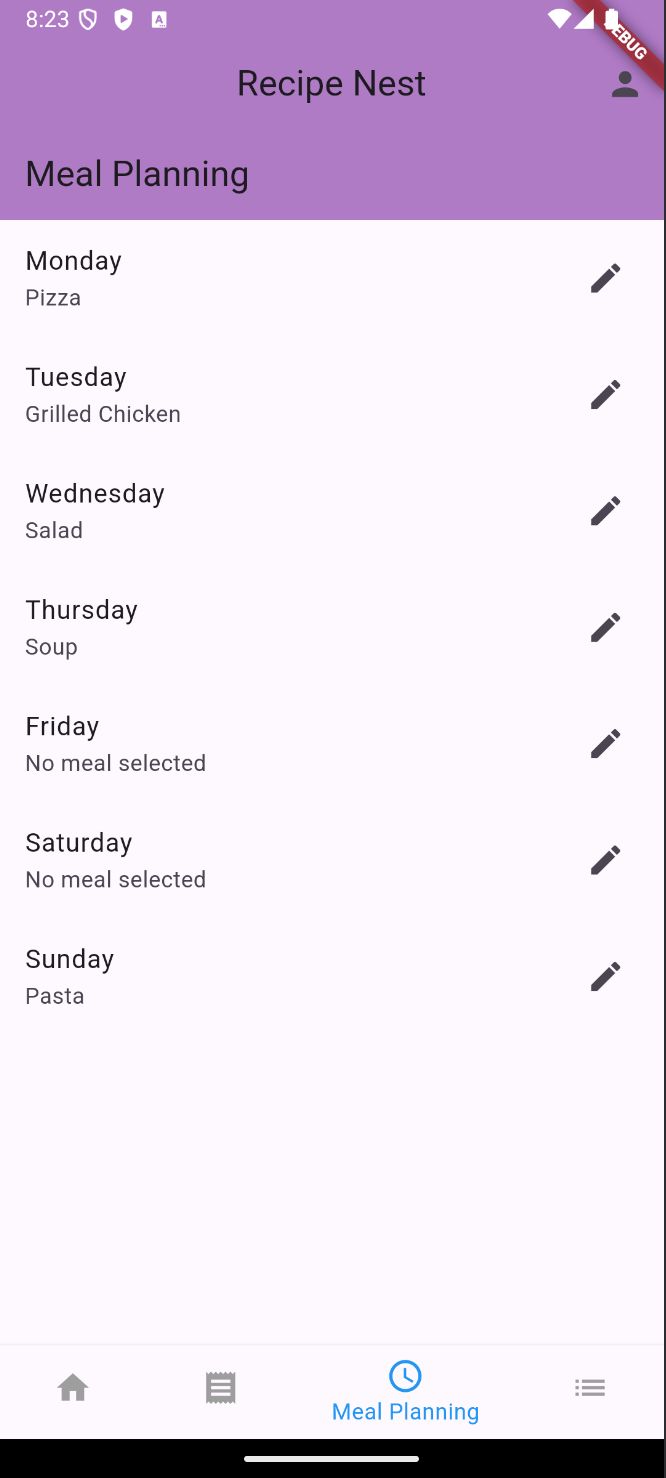 8:23
DEBUG
Recipe Nest
Meal Planning
Monday
Pizza
Tuesday
Grilled Chicken
Wednesday
Salad
Thursday
Soup
Friday
No meal selected
Saturday
No meal selected
Sunday
Pasta
Meal Planning